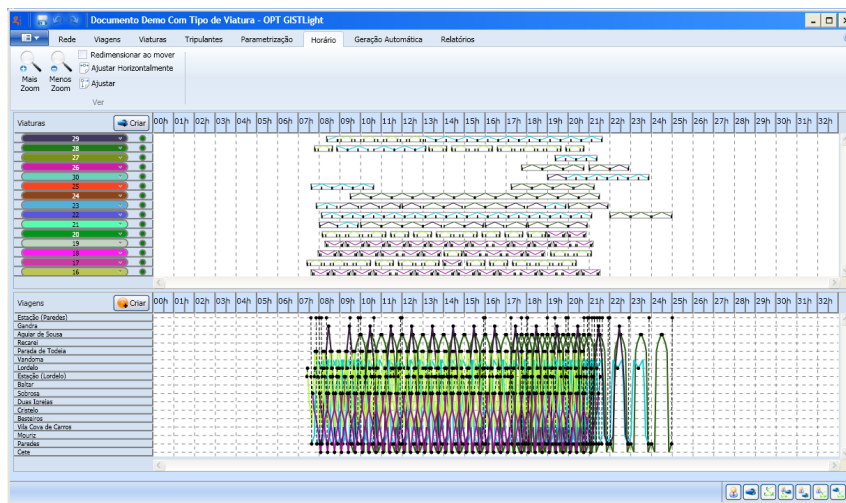 Documento Demo Com Tipo de Viatura - OPT GISTLight
Rede Viagens Viaturas Tripulantes Parametrização Horário Geração Automática Relatórios
Mais Zoom
Menos Zoom
Redimensionar ao mover
Ajustar Horizontalmente
Ajustar
Ver
Viaturas Criar 00h 01h 02h 03h 04h 05h 06h 07h 08h 09h 10h 11h 12h 13h 14h 15h 16h 17h 18h 19h 20h 21h 22h 23h 24h 25h 26h 27h 28h 29h 30h 31h 32h
29
28
27
26
30
25
24
23
22
21
20
19
18
17
16
Viagens Criar 00h 01h 02h 03h 04h 05h 06h 07h 08h 09h 10h 11h 12h 13h 14h 15h 16h 17h 18h 19h 20h 21h 22h 23h 24h 25h 26h 27h 28h 29h 30h 31h 32h
Estação (Paredes)
Gandra
Aguiar de Sousa
Recarei
Parada de Todeia
Vandoma
Lordelo
Estação (Lordelo)
Baltar
Sobrosa
Duas Igrejas
Cristelo
Besteiros
Vila Cova de Carros
Mouriz
Paredes
Cete